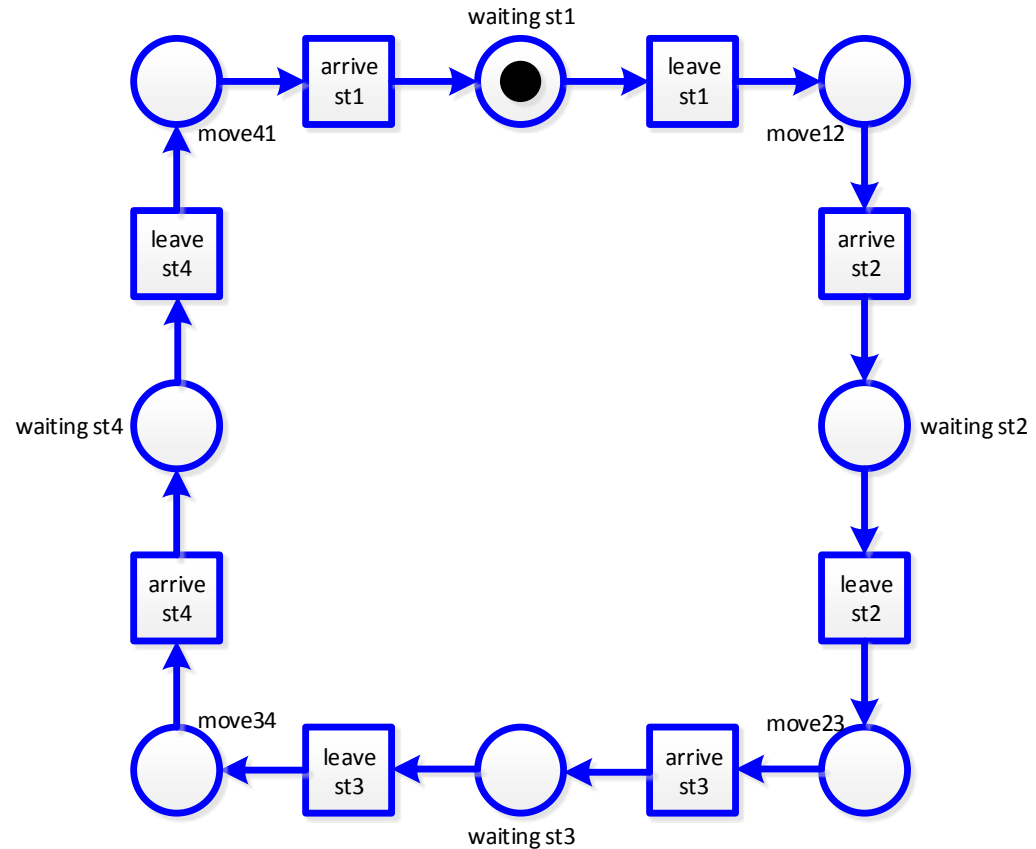 waiting st1
arrive
st1
leave
st1
move41
move12
leave
st4
arrive
st2
waiting st4
waiting st2
arrive
st4
leave
st2
move34
move23
leave
st3
arrive
st3
waiting st3